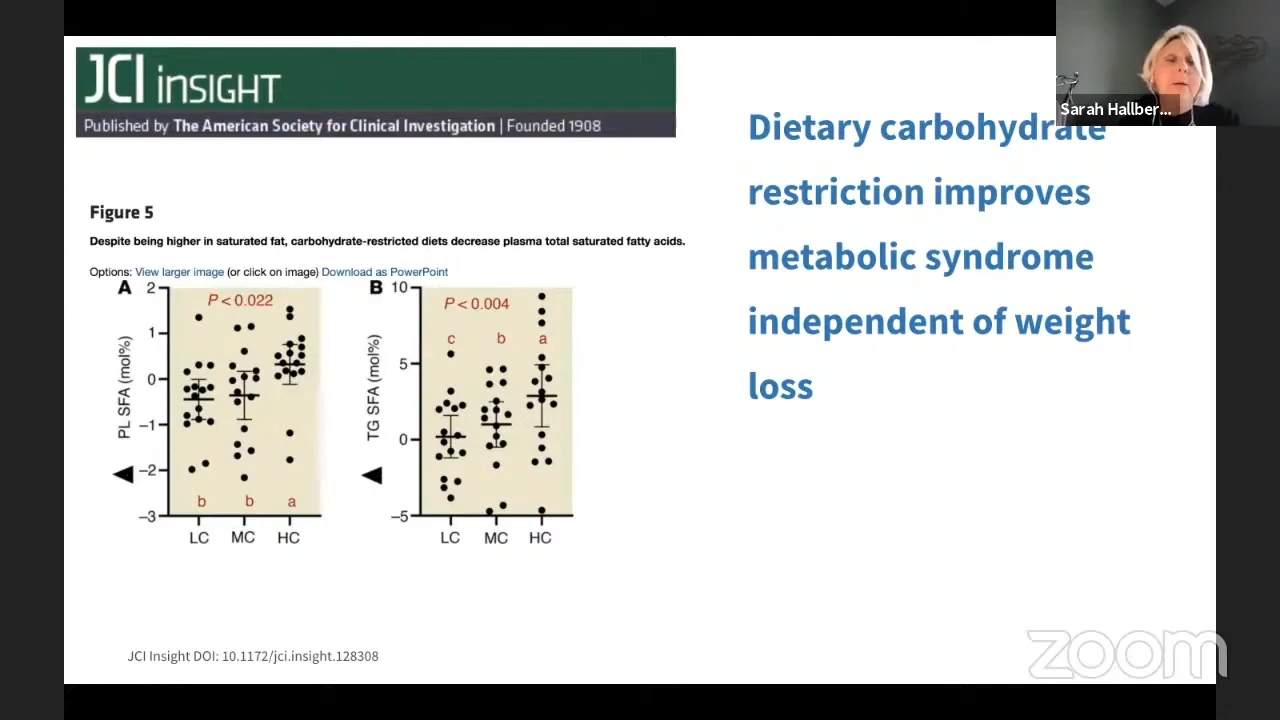 JCI insight
Published by The American Society for Clinical Investigation | Founded 1908
Sarah Hallber...
Dietary carbohydrate
restriction improves
metabolic syndrome
independent of weight
loss
Figure 5
Despite being higher in saturated fat, carbohydrate-restricted diets decrease plasma total saturated fatty acids.
Options: View larger image (or click on image) Download as PowerPoint
A
PL SFA (mol%)
2
1
0
−1
−2
−3
P < 0.022
b b a
LC MC HC
B
TG SFA (mol%)
10
5
0
−5
P < 0.004
c b a
LC MC HC
JCI Insight DOI: 10.1172/jci.insight.128308
zoom